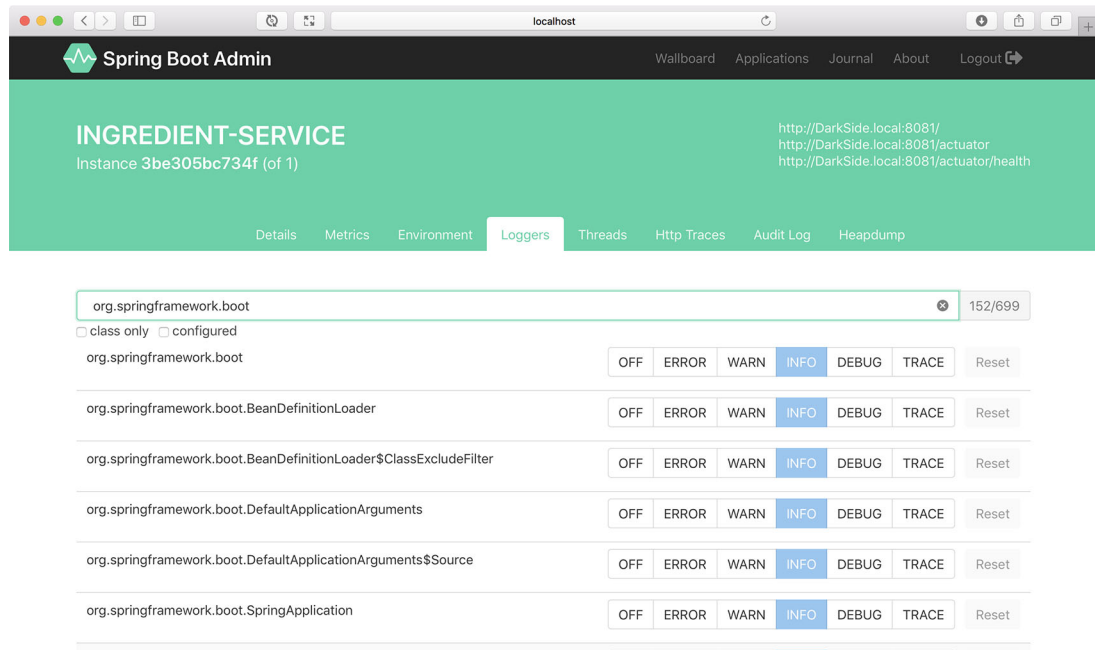 localhost
Spring Boot Admin
Wallboard Applications Journal About Logout
INGREDIENT-SERVICE
Instance 3be305bc734f (of 1)
http://DarkSide.local:8081/
http://DarkSide.local:8081/actuator
http://DarkSide.local:8081/actuator/health
Details Metrics Environment Loggers Threads Http Traces Audit Log Heapdump
org.springframework.boot 152/699
class only configured
org.springframework.boot OFF ERROR WARN INFO DEBUG TRACE Reset
org.springframework.boot.BeanDefinitionLoader OFF ERROR WARN INFO DEBUG TRACE Reset
org.springframework.boot.BeanDefinitionLoader$ClassExcludeFilter OFF ERROR WARN INFO DEBUG TRACE Reset
org.springframework.boot.DefaultApplicationArguments OFF ERROR WARN INFO DEBUG TRACE Reset
org.springframework.boot.DefaultApplicationArguments$Source OFF ERROR WARN INFO DEBUG TRACE Reset
org.springframework.boot.SpringApplication OFF ERROR WARN INFO DEBUG TRACE Reset